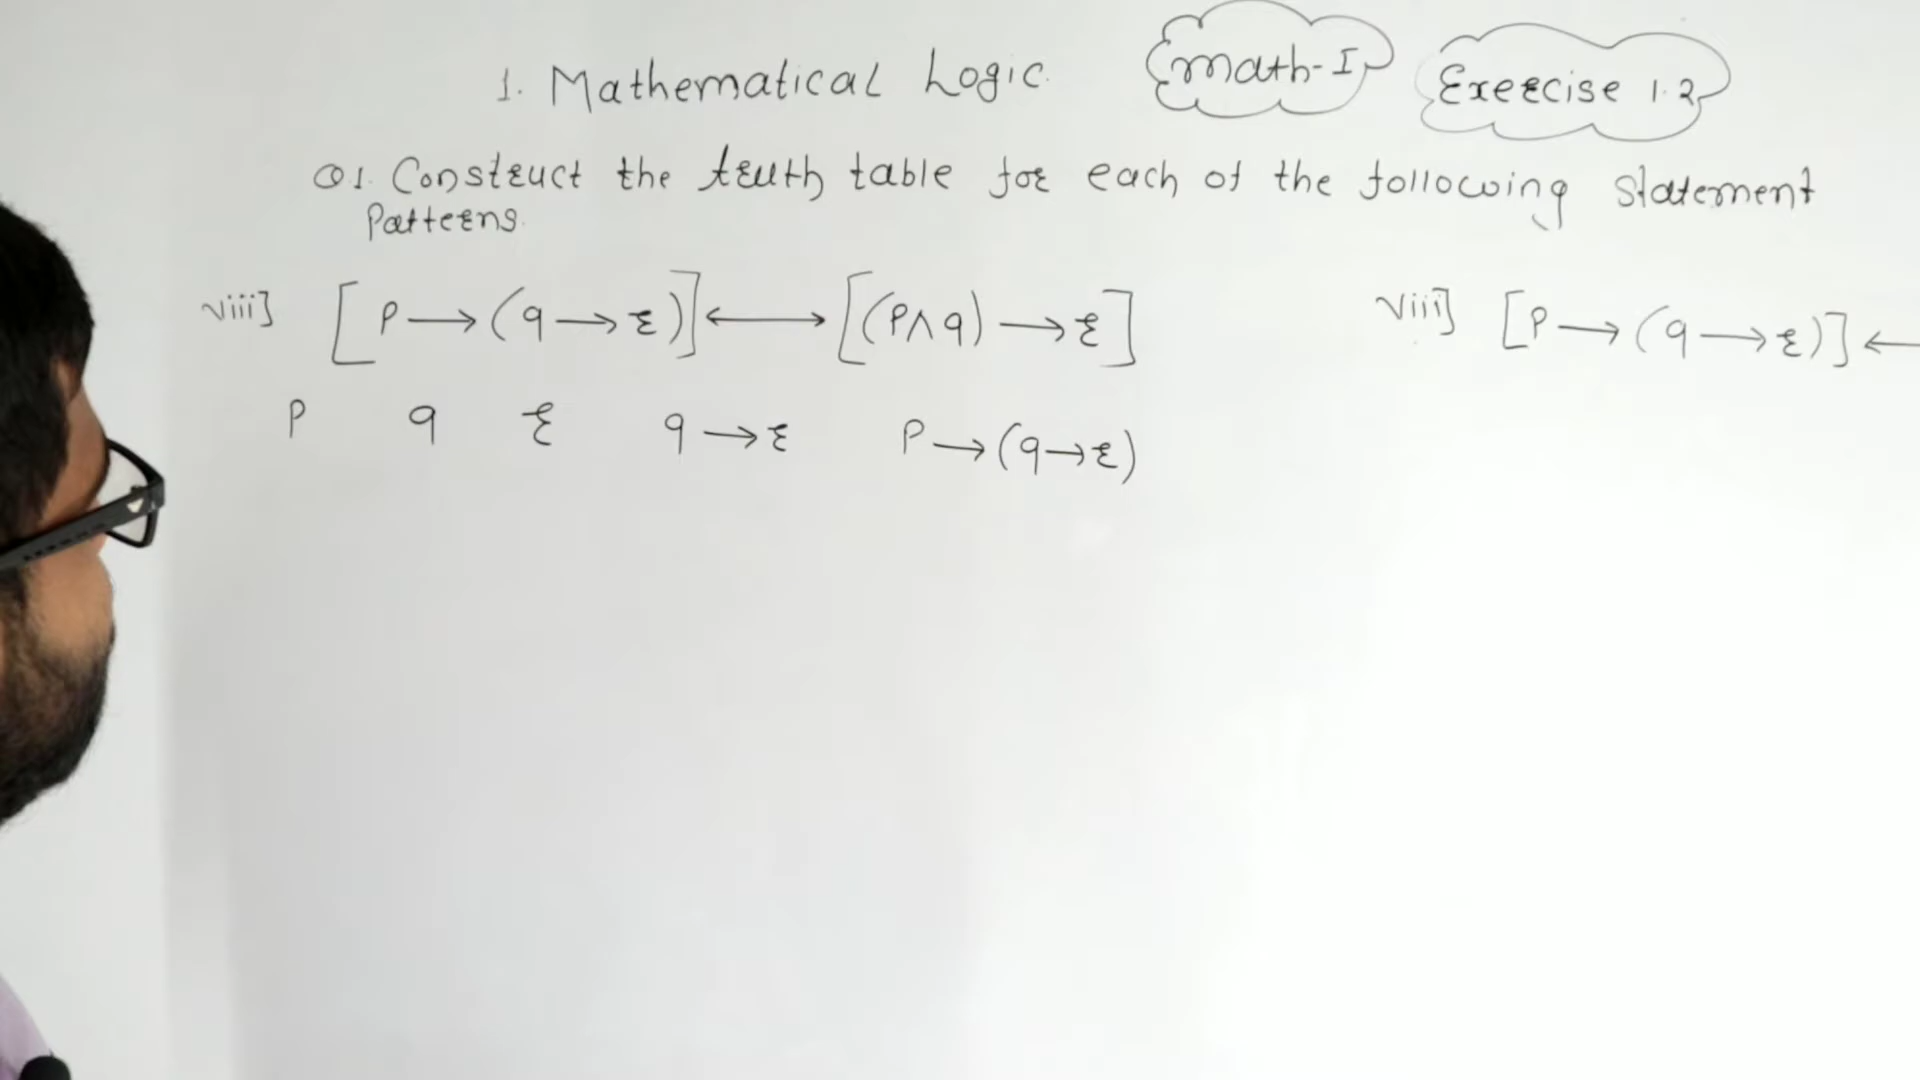 1. Mathematical Logic. Math-I Exercise 1.2
Q1. Construct the truth table for each of the following statement
patterns.
viii] [p⟶(q⟶r)]⟷[(p∧q)⟶r] viii] [p⟶(q⟶r)]⟵
p q r q⟶r p⟶(q→r)